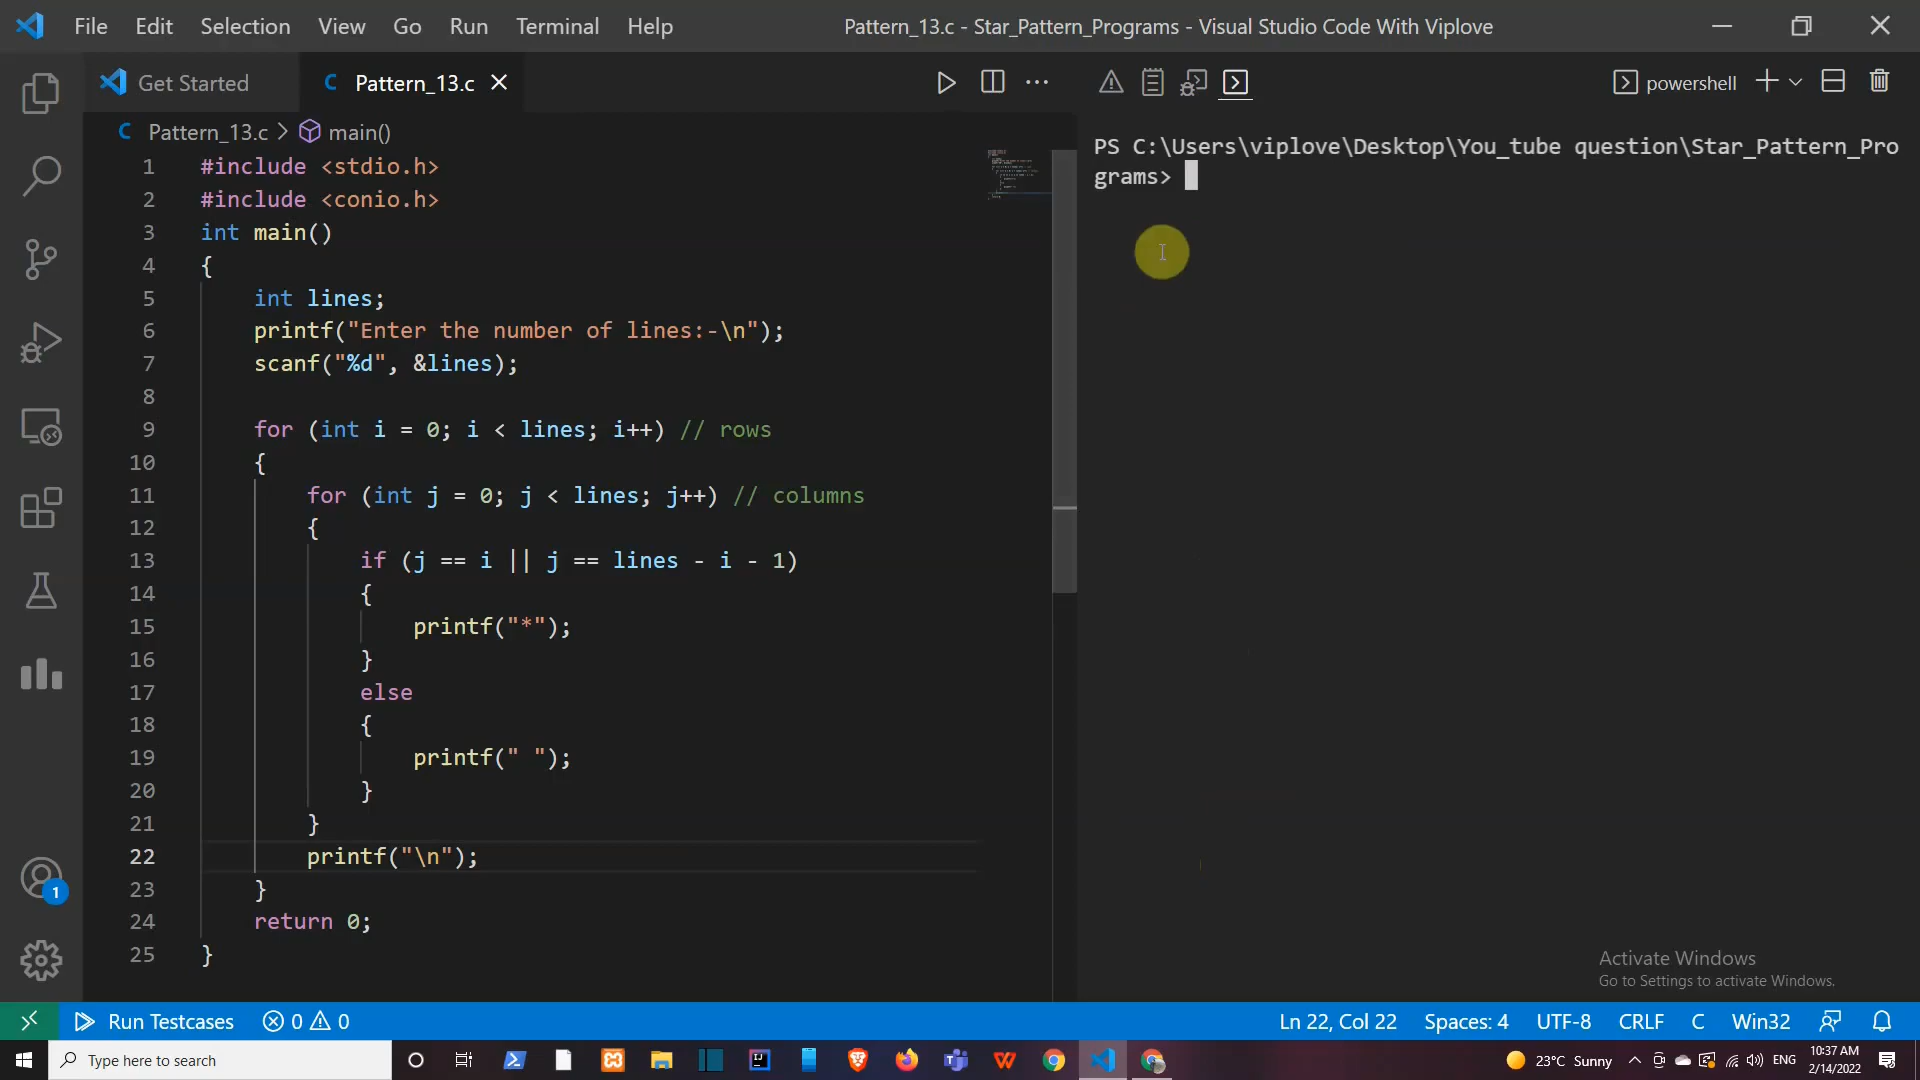 File Edit Selection View Go Run Terminal Help
Pattern_13.c - Star_Pattern_Programs - Visual Studio Code With Viplove
Get Started
C Pattern_13.c
C Pattern_13.c > main()
1 #include <stdio.h>
2 #include <conio.h>
3 int main()
4 {
5 int lines;
6 printf("Enter the number of lines:-\n");
7 scanf("%d", &lines);
8
9 for (int i = 0; i < lines; i++) // rows
10 {
11 for (int j = 0; j < lines; j++) // columns
12 {
13 if (j == i || j == lines - i - 1)
14 {
15 printf("*");
16 }
17 else
18 {
19 printf(" ");
20 }
21 }
22 printf("\n");
23 }
24 return 0;
25 }
powershell
PS C:\Users\viplove\Desktop\You_tube question\Star_Pattern_Pro
grams>
Activate Windows
Go to Settings to activate Windows.
1
Run Testcases 0 0
Ln 22, Col 22 Spaces: 4 UTF-8 CRLF C Win32
Type here to search
23°C Sunny
ENG
10:37 AM
2/14/2022